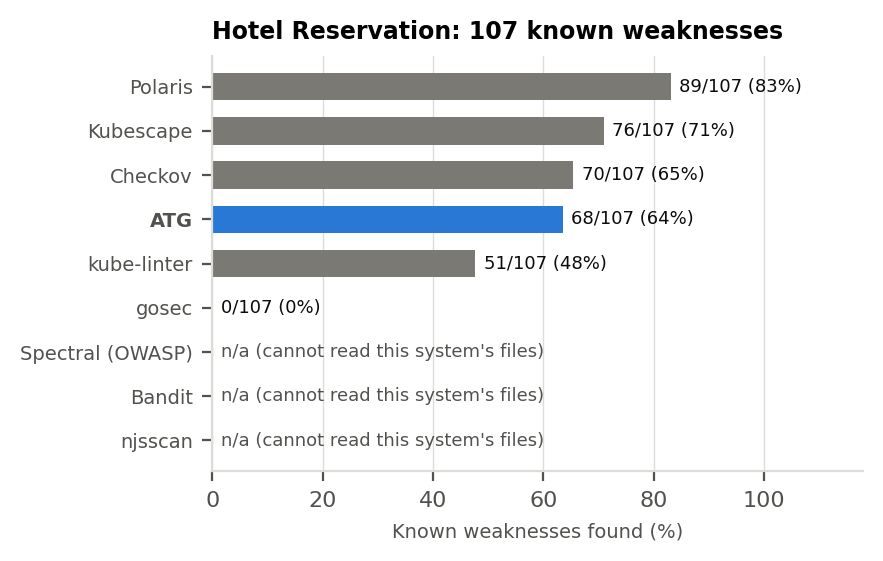 Hotel Reservation: 107 known weaknesses
Polaris 89/107 (83%)
Kubescape 76/107 (71%)
Checkov 70/107 (65%)
ATG 68/107 (64%)
kube-linter 51/107 (48%)
gosec 0/107 (0%)
Spectral (OWASP) n/a (cannot read this system's files)
Bandit n/a (cannot read this system's files)
njsscan n/a (cannot read this system's files)
0 20 40 60 80 100
Known weaknesses found (%)